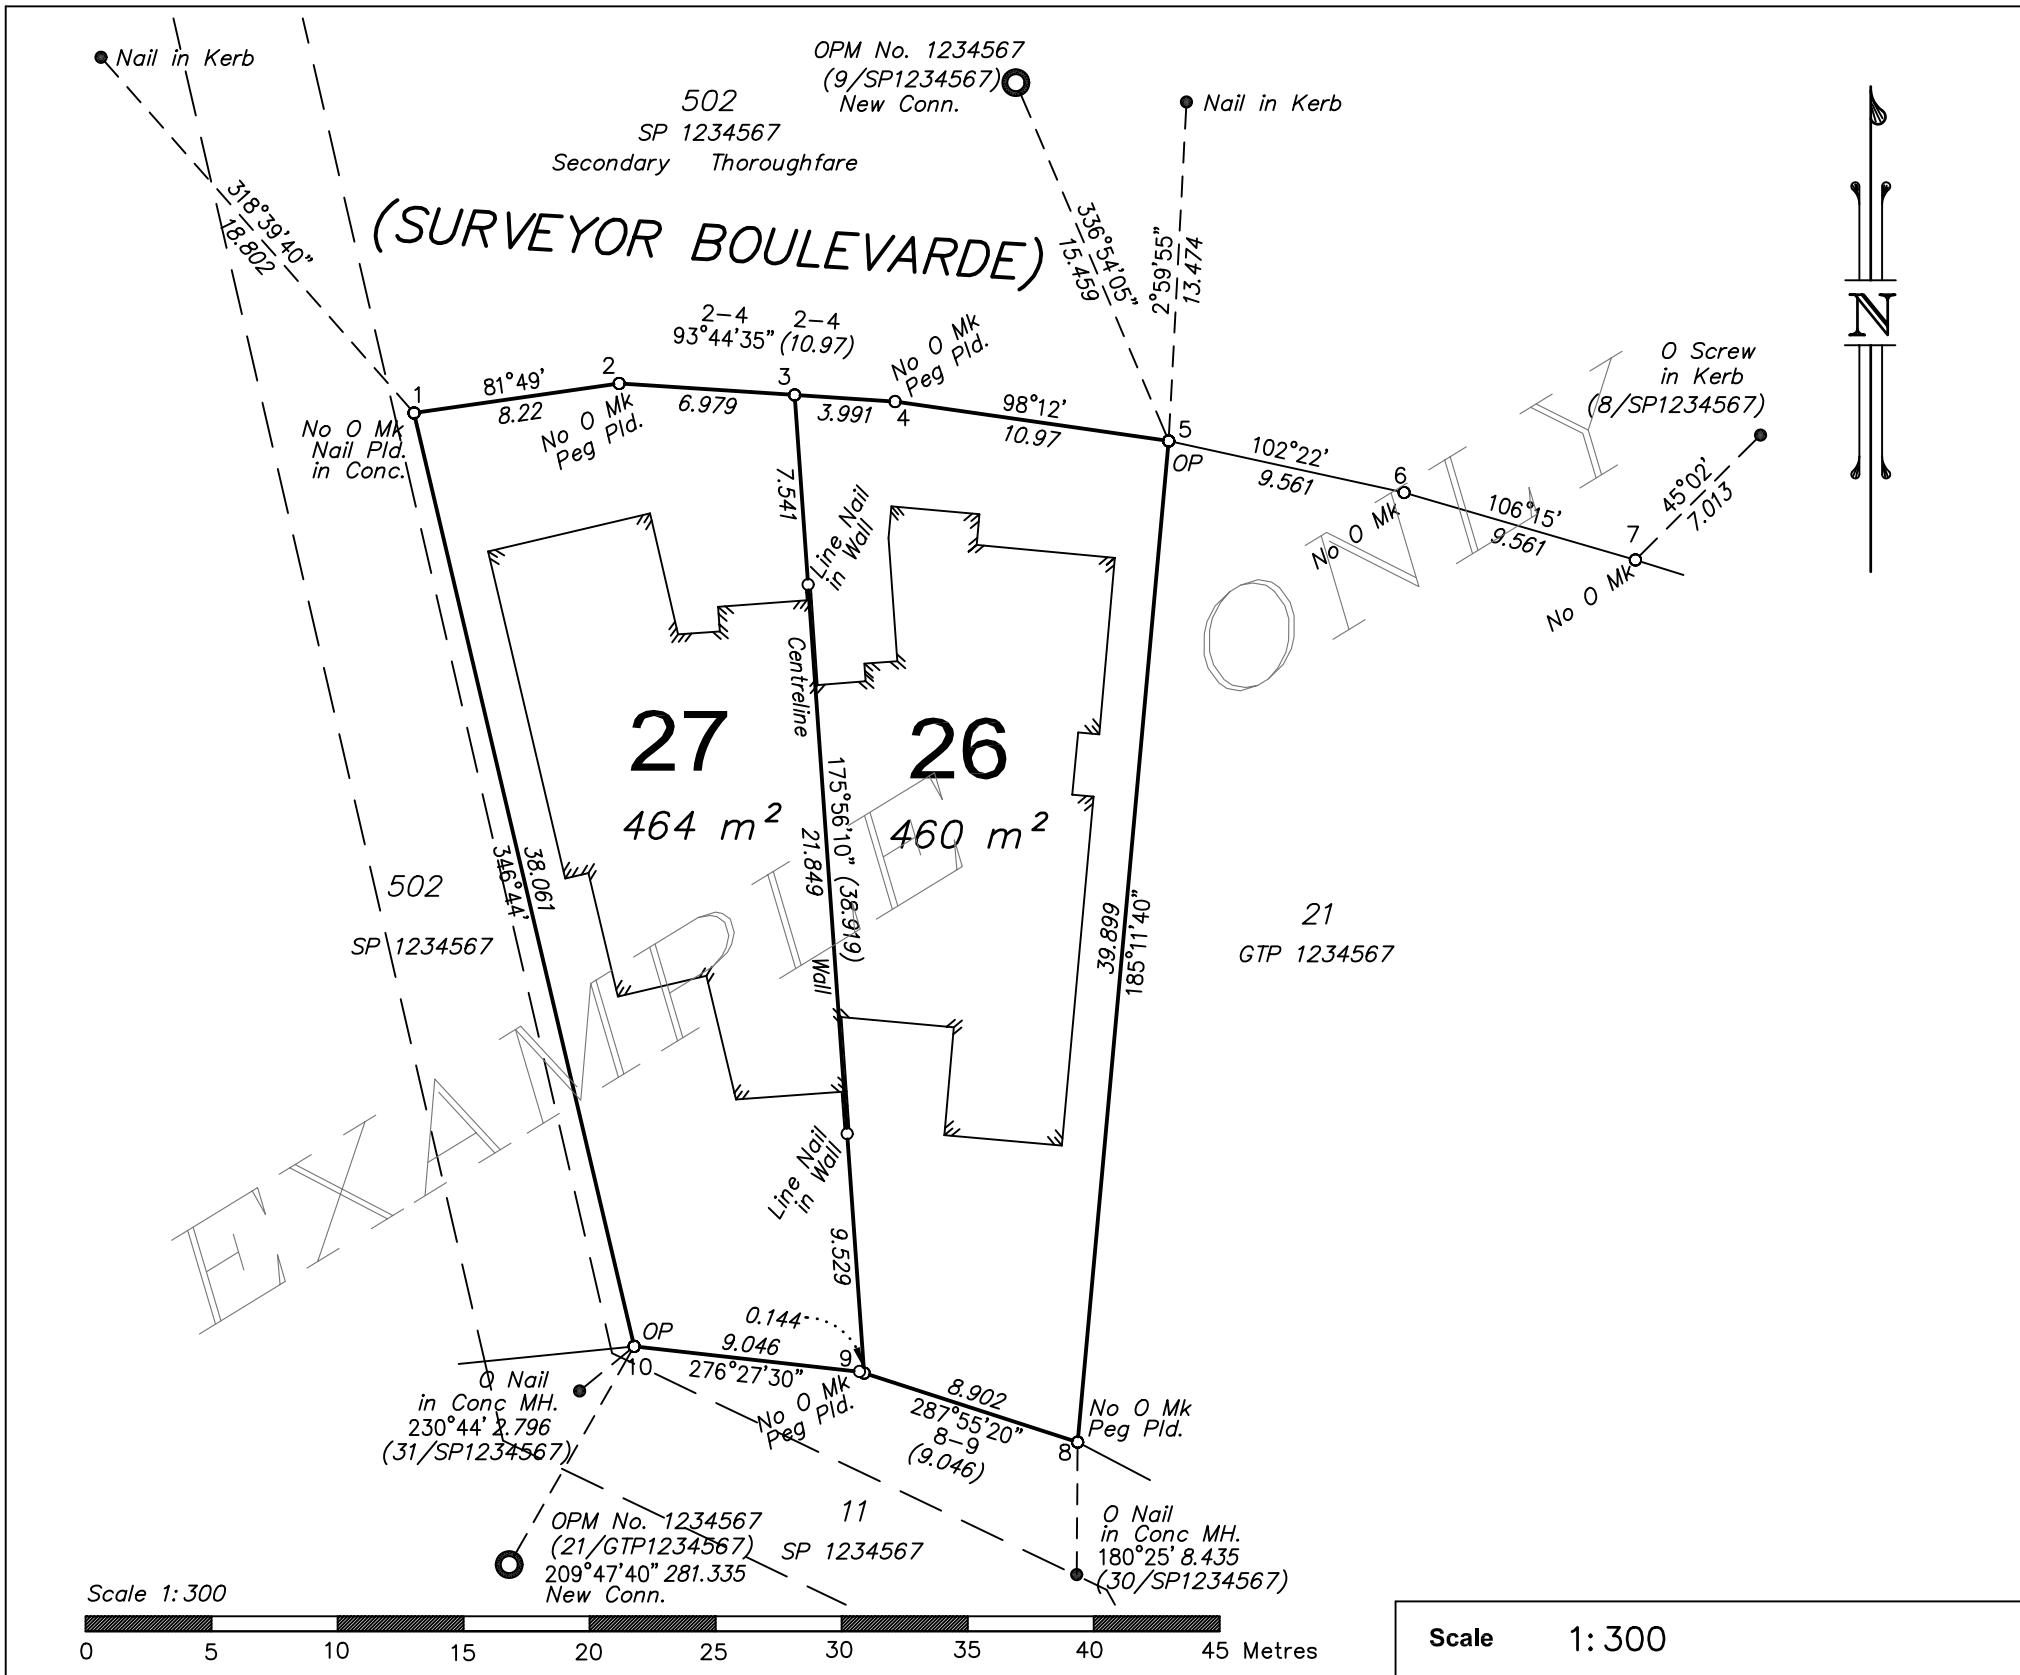 Nail in Kerb
OPM No. 1234567
(9/SP1234567)
New Conn.
Nail in Kerb
502
SP 1234567
Secondary Thoroughfare
(SURVEYOR BOULEVARDE)
318°39'40"
18.802
336°54'05"
15.459
2°59'55"
13.474
N
2-4
93°44'35"
2-4
(10.97)
No O Mk
Peg Pld.
O Screw
in Kerb
(8/SP1234567)
1
81°49'
8.22
2
6.979
3
3.991
4
98°12'
10.97
5
OP
102°22'
9.561
6
No O Mk
106°15'
9.561
7
No O Mk
45°02'
7.013
No O Mk
Nail Pld.
in Conc.
No O Mk
Peg Pld.
7.541
Line Nail
in Wall
Centreline
27
464 m²
26
460 m²
175°56'10" (38.919)
21.849
Wall
346°44'
38.061
39.899
185°11'40"
502
SP 1234567
21
GTP 1234567
EXAMPLE ONLY
Line Nail
in Wall
9.529
0.144
OP
10
9.046
276°27'30"
9
No O Mk
Peg Pld.
8.902
287°55'20"
8-9
(9.046)
8
No O Mk
Peg Pld.
O Nail
in Conc MH.
230°44' 2.796
(31/SP1234567)
OPM No. 1234567
(21/GTP1234567)
209°47'40" 281.335
New Conn.
11
SP 1234567
O Nail
in Conc MH.
180°25' 8.435
(30/SP1234567)
Scale 1:300
0 5 10 15 20 25 30 35 40 45 Metres
Scale 1:300